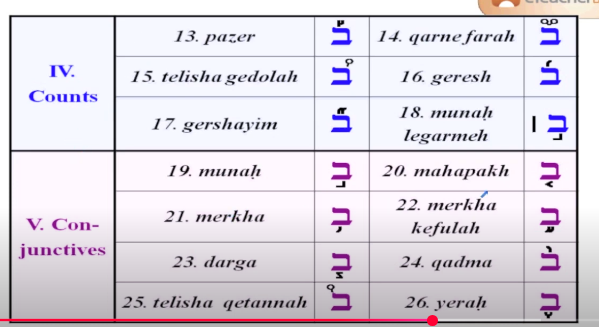 13. pazer ב֡ 14. qarne farah ב֟
IV.
Counts
15. telisha gedolah ב֠ 16. geresh ב֜
17. gershayim ב֞ 18. munaḥ
legarmeh ב֣׀
19. munaḥ ב֣ 20. mahapakh ב֤
V. Con-
junctives
21. merkha ב֥ 22. merkha
kefulah ב֦
23. darga ב֧ 24. qadma ב֨
25. telisha qetannah ב֩ 26. yeraḥ ב֪